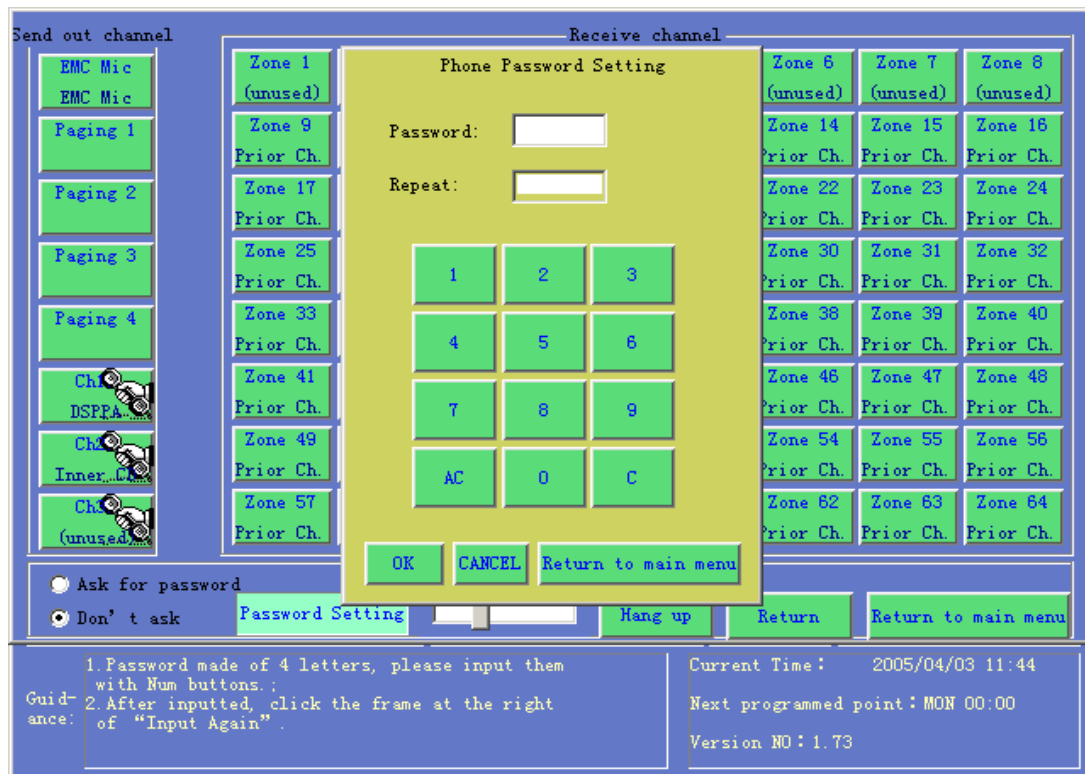 Send out channel
Receive channel
EMC Mic
EMC Mic
Paging 1
Paging 2
Paging 3
Paging 4
Ch1
DSPPA
Ch2
Inner Ch
Ch3
(unused)
Zone 1
(unused)
Zone 6
(unused)
Zone 7
(unused)
Zone 8
(unused)
Zone 9
Prior Ch.
Zone 14
Prior Ch.
Zone 15
Prior Ch.
Zone 16
Prior Ch.
Zone 17
Prior Ch.
Zone 22
Prior Ch.
Zone 23
Prior Ch.
Zone 24
Prior Ch.
Zone 25
Prior Ch.
Zone 30
Prior Ch.
Zone 31
Prior Ch.
Zone 32
Prior Ch.
Zone 33
Prior Ch.
Zone 38
Prior Ch.
Zone 39
Prior Ch.
Zone 40
Prior Ch.
Zone 41
Prior Ch.
Zone 46
Prior Ch.
Zone 47
Prior Ch.
Zone 48
Prior Ch.
Zone 49
Prior Ch.
Zone 54
Prior Ch.
Zone 55
Prior Ch.
Zone 56
Prior Ch.
Zone 57
Prior Ch.
Zone 62
Prior Ch.
Zone 63
Prior Ch.
Zone 64
Prior Ch.
Phone Password Setting
Password:
Repeat:
1 2 3
4 5 6
7 8 9
AC 0 C
OK CANCEL Return to main menu
Ask for password
Don't ask
Password Setting
Hang up
Return
Return to main menu
Guid-
ance:
1.Password made of 4 letters, please input them
with Num buttons.;
2.After inputted, click the frame at the right
of “Input Again”.
Current Time: 2005/04/03 11:44
Next programmed point:MON 00:00
Version NO:1.73